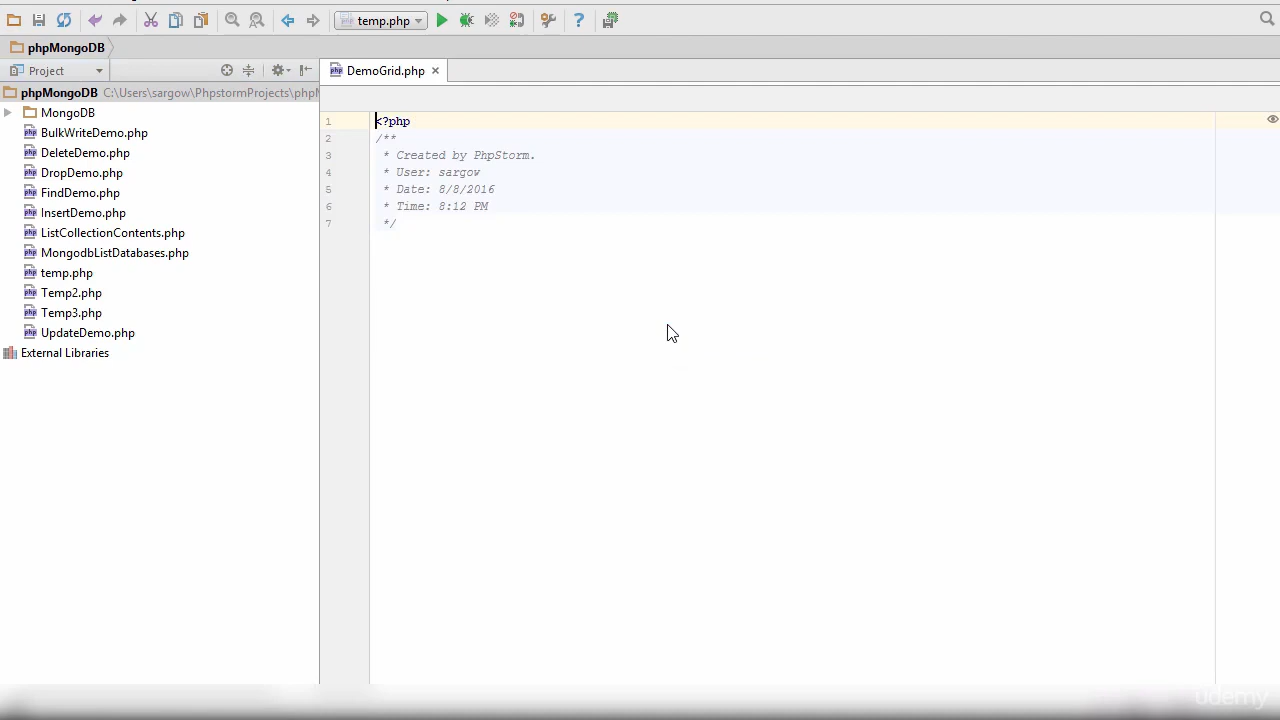 temp.php
phpMongoDB
Project
DemoGrid.php
phpMongoDB C:\Users\sargow\PhpstormProjects\phpM
MongoDB
BulkWriteDemo.php
DeleteDemo.php
DropDemo.php
FindDemo.php
InsertDemo.php
ListCollectionContents.php
MongodbListDatabases.php
temp.php
Temp2.php
Temp3.php
UpdateDemo.php
External Libraries
1 <?php
2 /**
3 * Created by PhpStorm.
4 * User: sargow
5 * Date: 8/8/2016
6 * Time: 8:12 PM
7 */
udemy